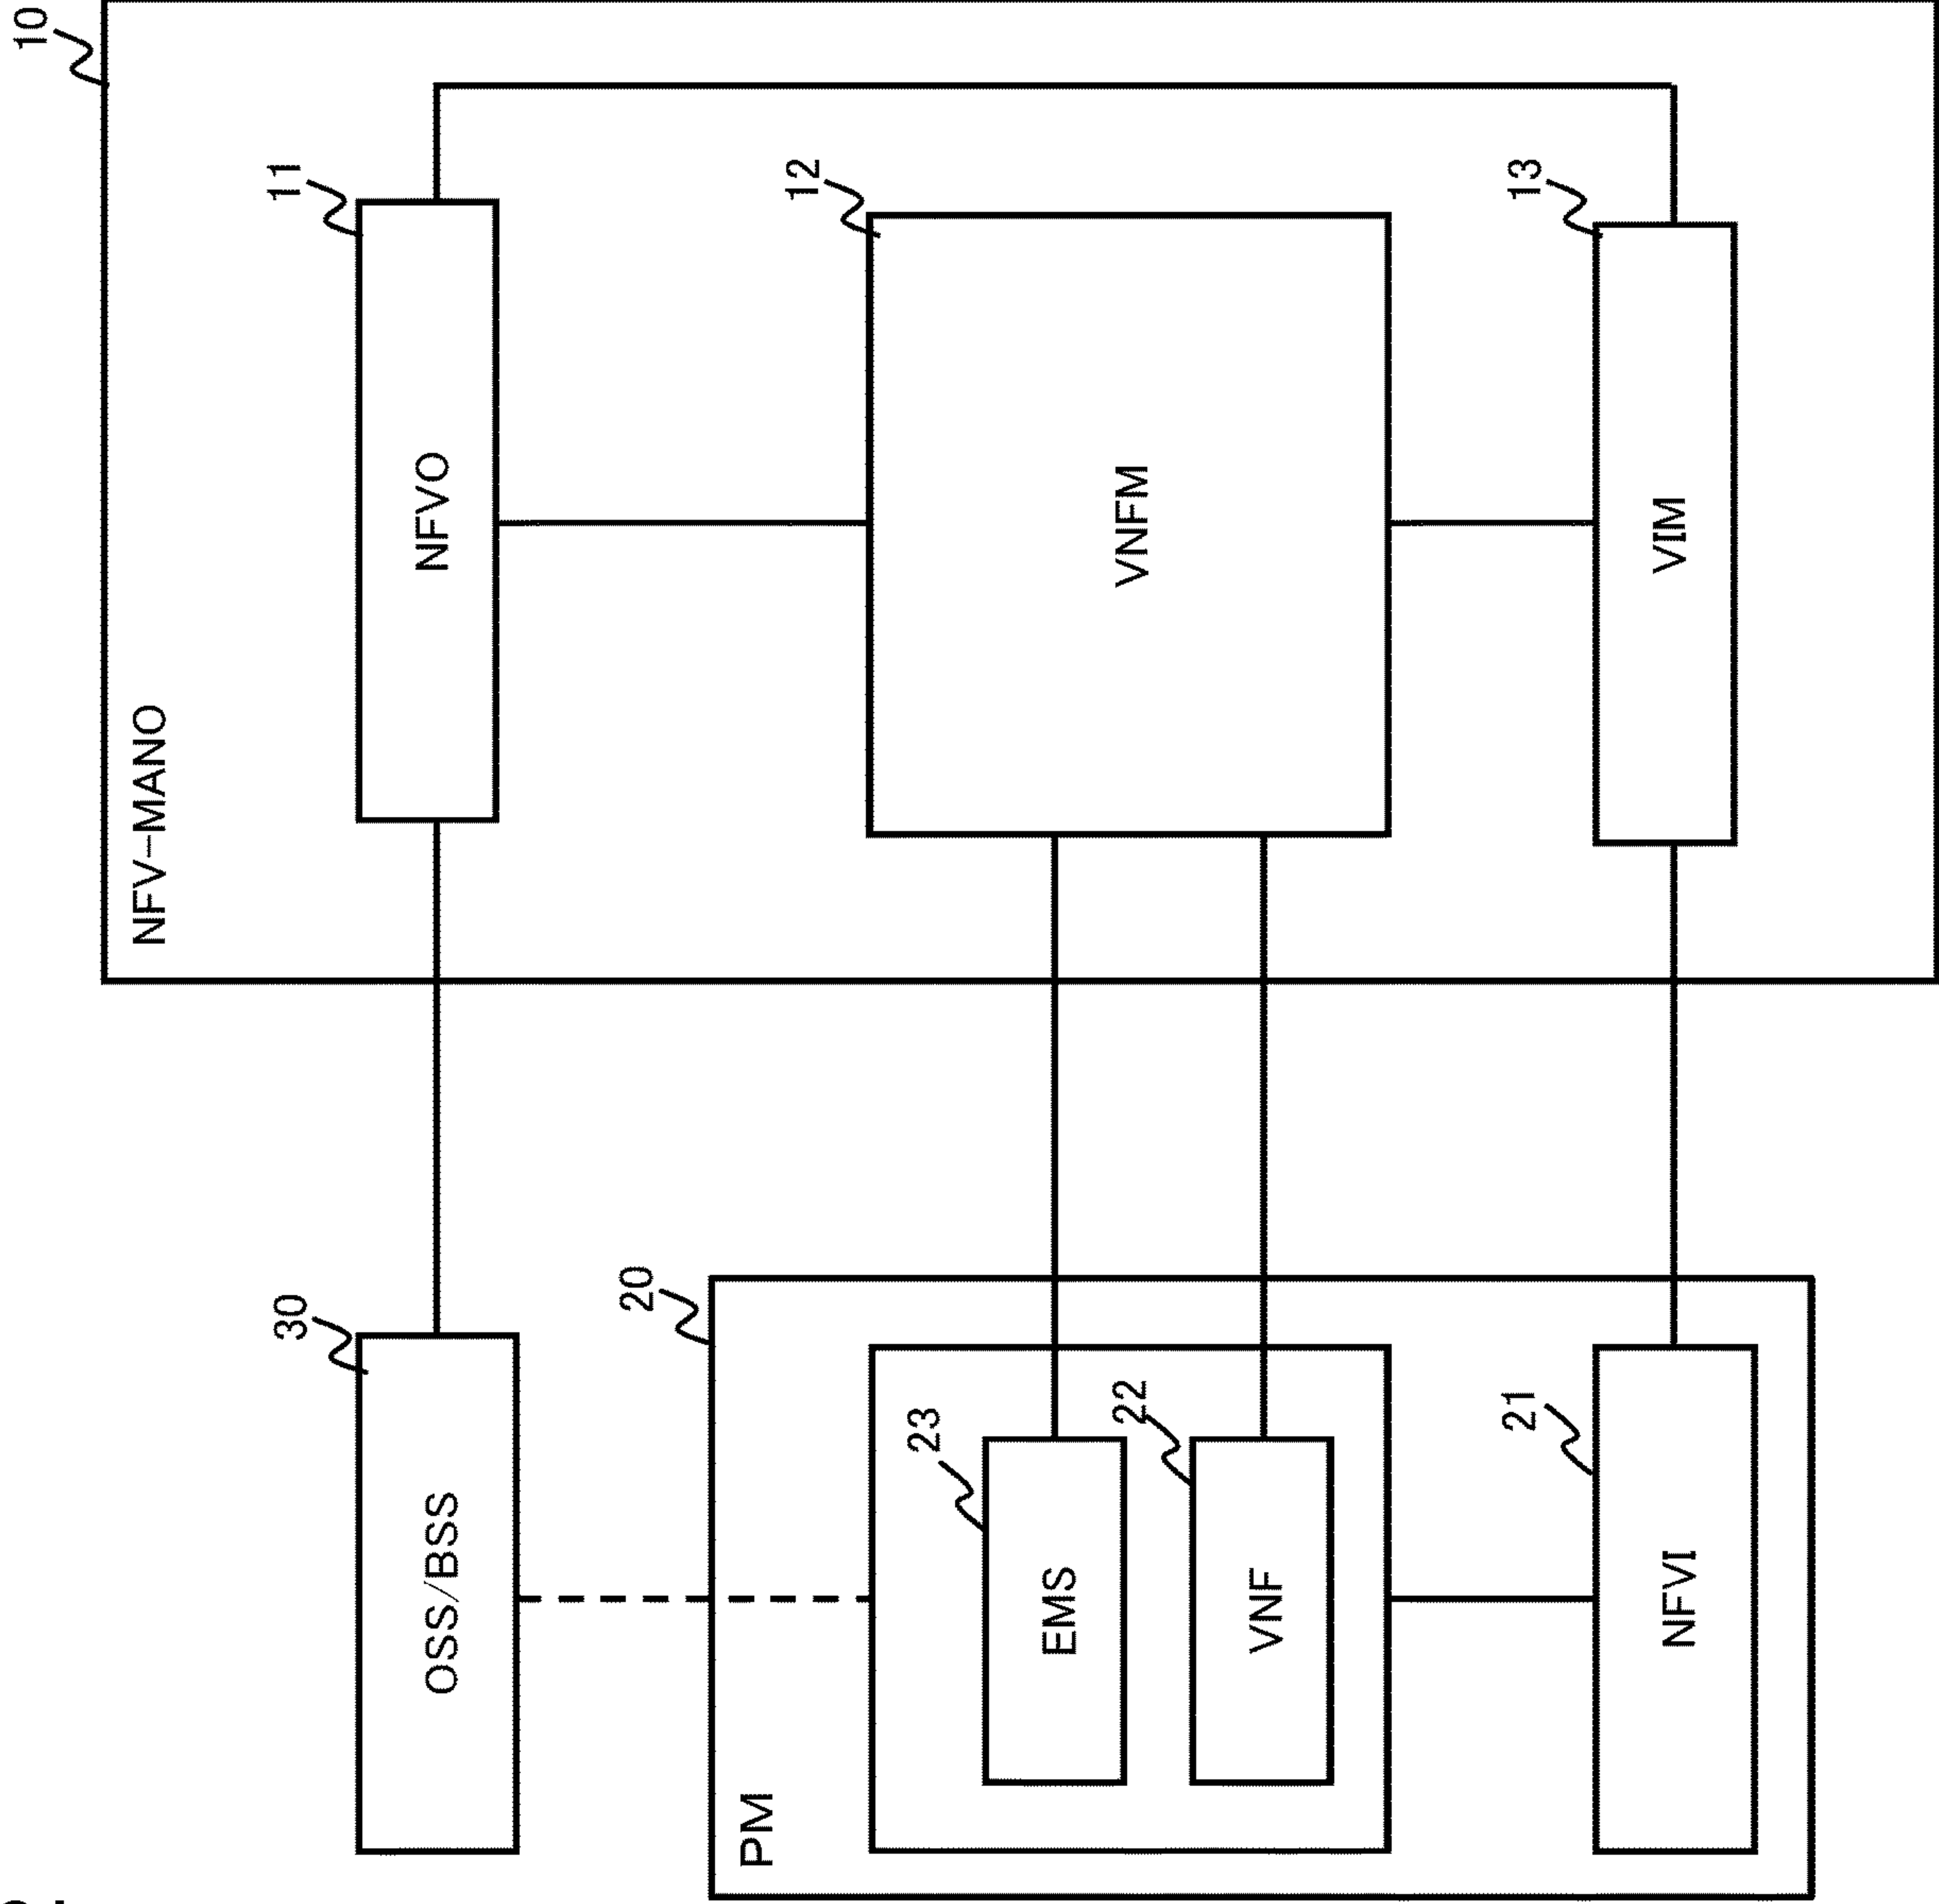 10
NFV-MANO
30
11
OSS/BSS
NFVO
20
PM
12
23
EMS
22
VNFM
VNF
21
13
NFVI
VIM